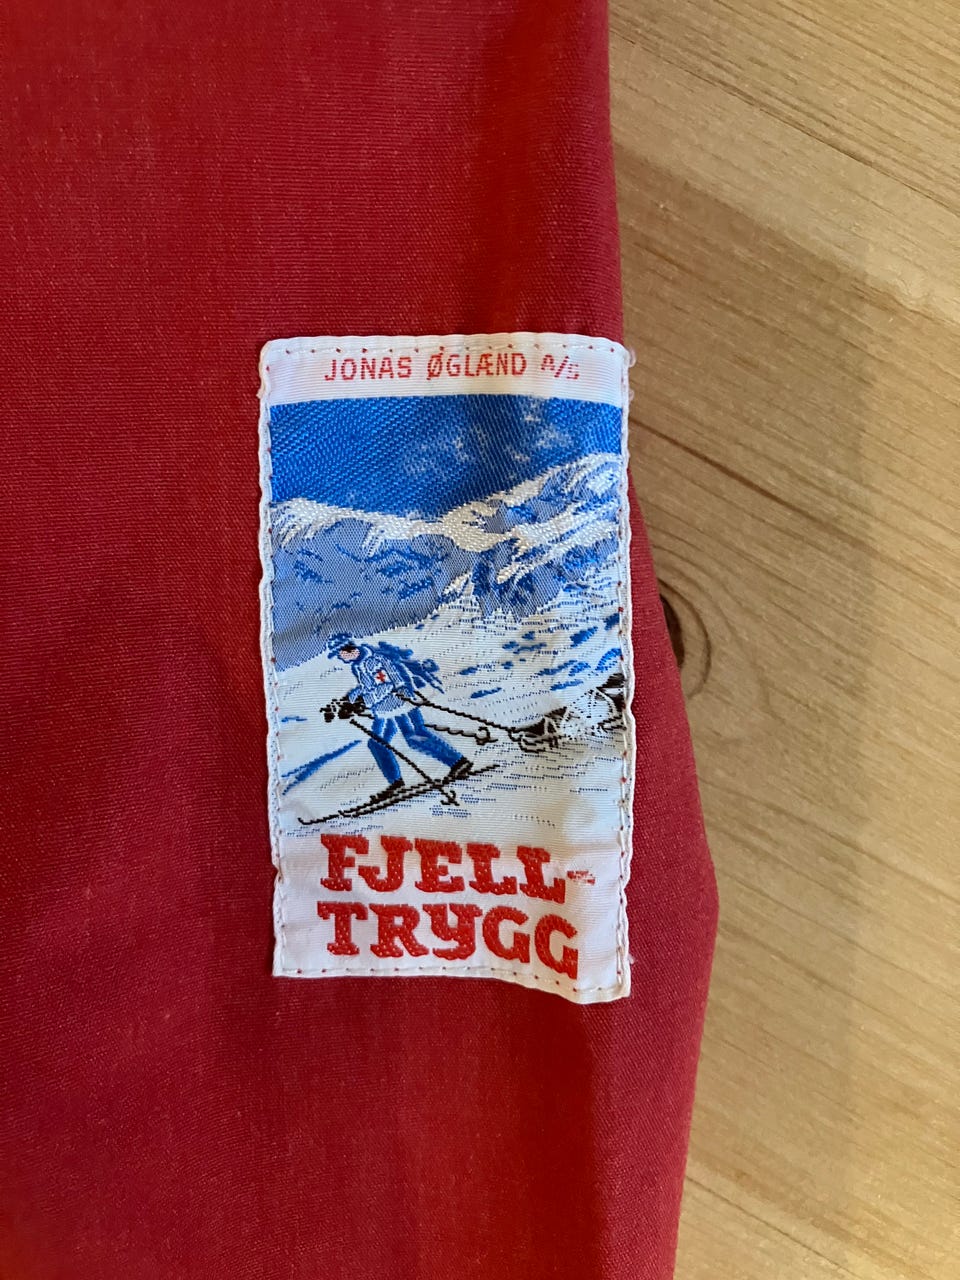 JONAS ØGLÆND A/S
FJELL-
TRYGG